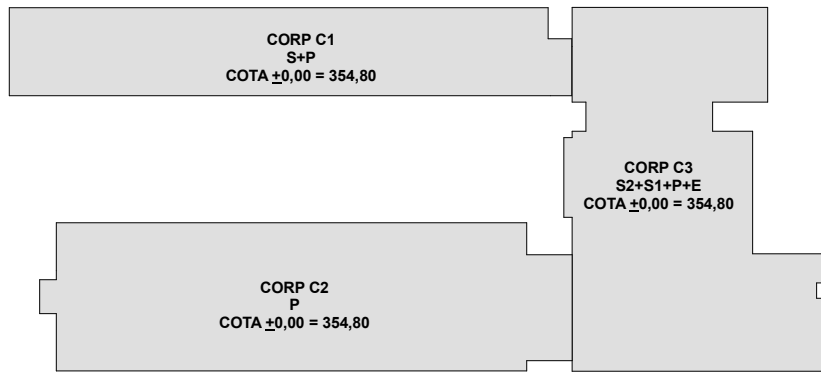 CORP C1
S+P
COTA ±0,00 = 354,80
CORP C3
S2+S1+P+E
COTA ±0,00 = 354,80
CORP C2
P
COTA ±0,00 = 354,80